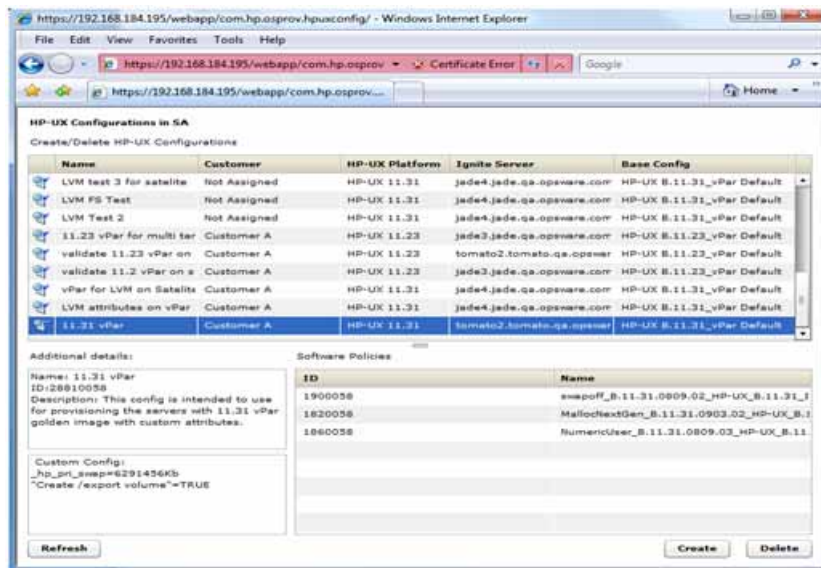 https://192.168.184.195/webapp/com.hp.osprov.hpuxconfig/ - Windows Internet Explorer
File Edit View Favorites Tools Help
https://192.168.184.195/webapp/com.hp.osprov Certificate Error Google
https://192.168.184.195/webapp/com.hp.osprov.... Home
HP-UX Configurations in SA
Create/Delete HP-UX Configurations
Name Customer HP-UX Platform Ignite Server Base Config
LVM test 3 for satelite Not Assigned HP-UX 11.31 jade4.jade.qa.opsware.com HP-UX B.11.31_vPar Default
LVM FS Test Not Assigned HP-UX 11.31 jade4.jade.qa.opsware.com HP-UX B.11.31_vPar Default
LVM Test 2 Not Assigned HP-UX 11.31 jade4.jade.qa.opsware.com HP-UX B.11.31_vPar Default
11.23 vPar for multi tar Customer A HP-UX 11.23 jade3.jade.qa.opsware.com HP-UX B.11.23_vPar Default
validate 11.23 vPar on Customer A HP-UX 11.23 tomato2.tomato.qa.opswar HP-UX B.11.23_vPar Default
validate 11.2 vPar on s Customer A HP-UX 11.23 jade3.jade.qa.opsware.com HP-UX B.11.23_vPar Default
vPar for LVM on Satelite Customer A HP-UX 11.31 jade4.jade.qa.opsware.com HP-UX B.11.31_vPar Default
LVM attributes on vPar Customer A HP-UX 11.31 jade4.jade.qa.opsware.com HP-UX B.11.31_vPar Default
11.31 vPar Customer A HP-UX 11.31 tomato2.tomato.qa.opswar HP-UX B.11.31_vPar Default
Additional details:
Name: 11.31 vPar
ID:28810058
Description: This config is intended to use
for provisioning the servers with 11.31 vPar
golden image with custom attributes.
Custom Config:
_hp_pri_swap=6291456Kb
"Create /export volume"=TRUE
Software Policies
ID Name
1900058 swapoff_B.11.31.0809.02_HP-UX_B.11.31_
1820058 MallocNextGen_B.11.31.0903.02_HP-UX_B.
1860058 NumericUser_B.11.31.0809.03_HP-UX_B.11
Refresh Create Delete